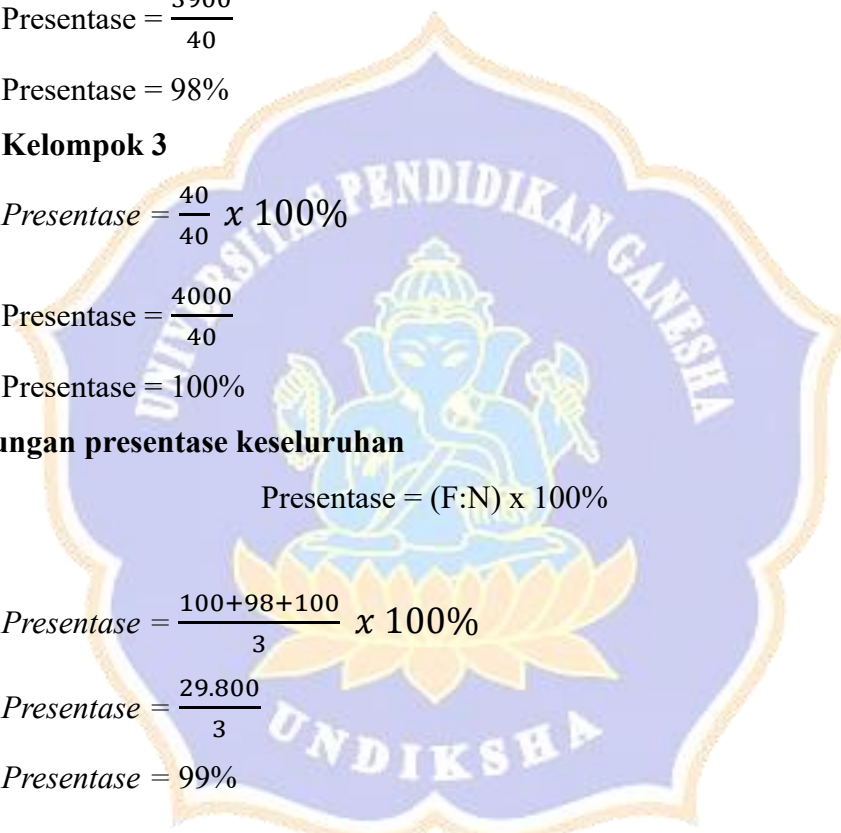 Presentase = 3900/40
Presentase = 98%
Kelompok 3
Presentase = 40/40 x 100%
Presentase = 4000/40
Presentase = 100%
ungan presentase keseluruhan
Presentase = (F:N) x 100%
Presentase = 100+98+100/3 x 100%
Presentase = 29.800/3
Presentase = 99%
UNIVERSITAS PENDIDIKAN GANESHA
UNDIKSHA